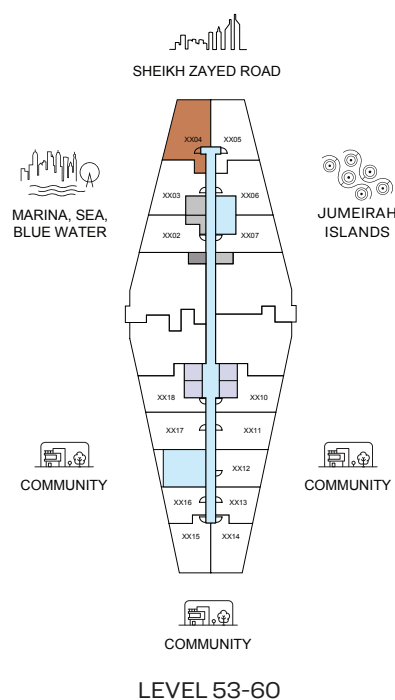 SHEIKH ZAYED ROAD
XX04
XX05
MARINA, SEA,
BLUE WATER
JUMEIRAH
ISLANDS
XX03
XX06
XX02
XX07
XX18
XX10
XX17
XX11
XX12
COMMUNITY
COMMUNITY
XX16
XX13
XX15
XX14
COMMUNITY
LEVEL 53-60